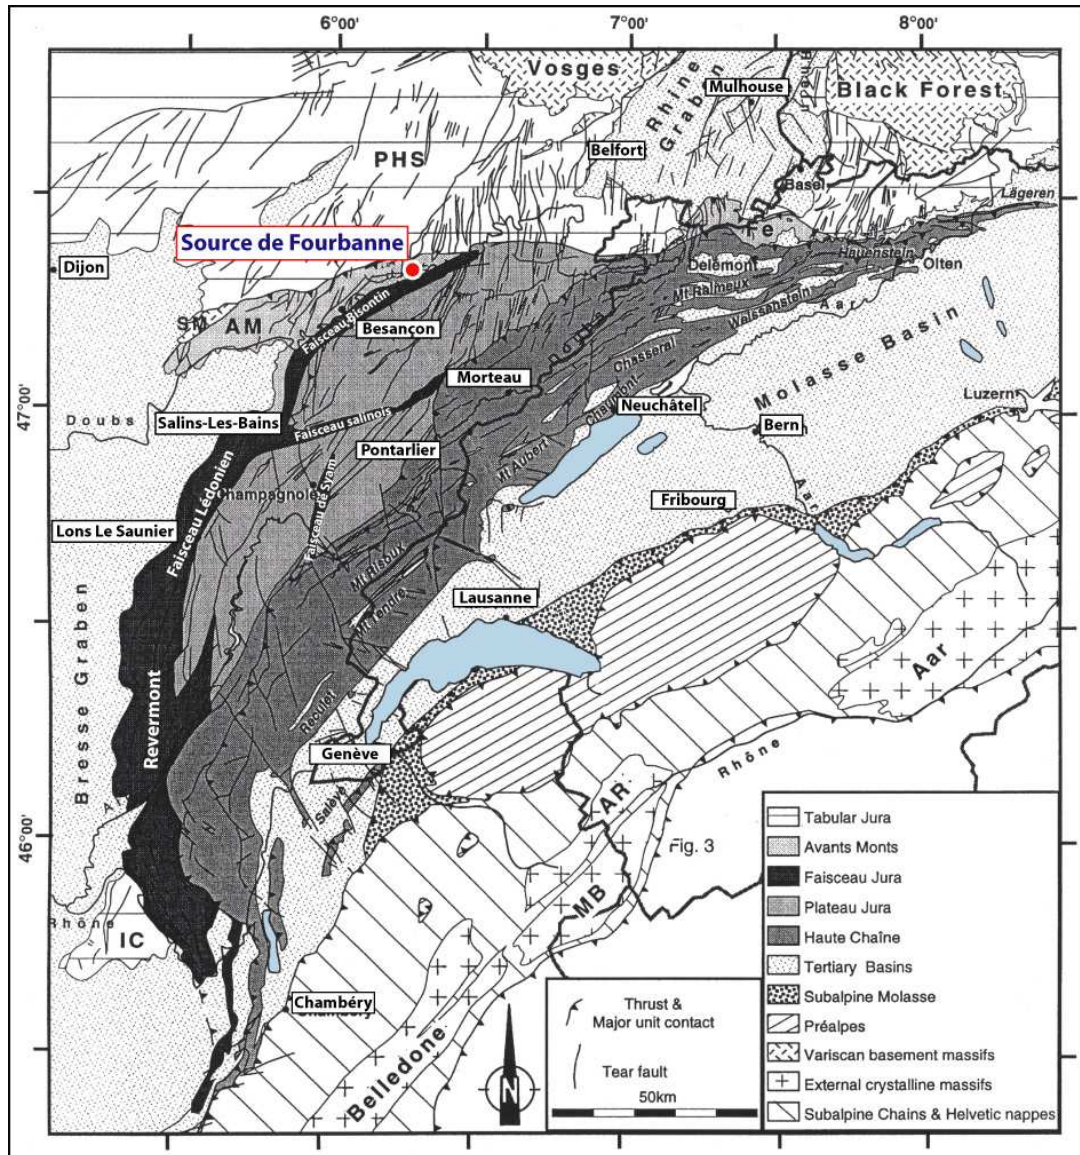 6°00'
7°00'
8°00'
Vosges
Mulhouse
Black Forest
Rhine
Graben
Belfort
PHS
Basel
Lägeren
Source de Fourbanne
Fe
Dijon
Delémont
Hauenstein
Olten
Mt Raimeux
Faisceau Bisontin
SM
AM
Besançon
Weissenstein
Aar
Molasse Basin
Chasseral
Morteau
47°00'
Doubs
Salins-Les-Bains
Faisceau salinois
Chaumont
Neuchâtel
Luzern
Bern
Pontarlier
Mt Aubert
Champagnole
Faisceau de Syam
Fribourg
Aar
Lons Le Saunier
Faisceau Lédonien
Mt Risoux
Lausanne
Mt Tendre
Bresse Graben
Revermont
Aar
Reculet
Genève
Rhône
Salève
AR
46°00'
Fig. 3
MB
Rhône
IC
Chambéry
Belledone
Tabular Jura
Avants Monts
Faisceau Jura
Plateau Jura
Haute Chaîne
Tertiary Basins
Subalpine Molasse
Préalpes
Variscan basement massifs
External crystalline massifs
Subalpine Chains & Helvetic nappes
Thrust &
Major unit contact
Tear fault
50km
N